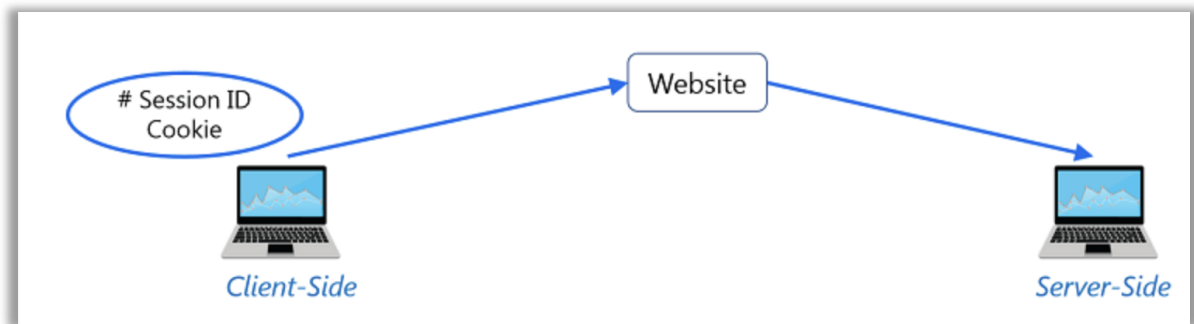 # Session ID
Cookie
Website
Client-Side
Server-Side